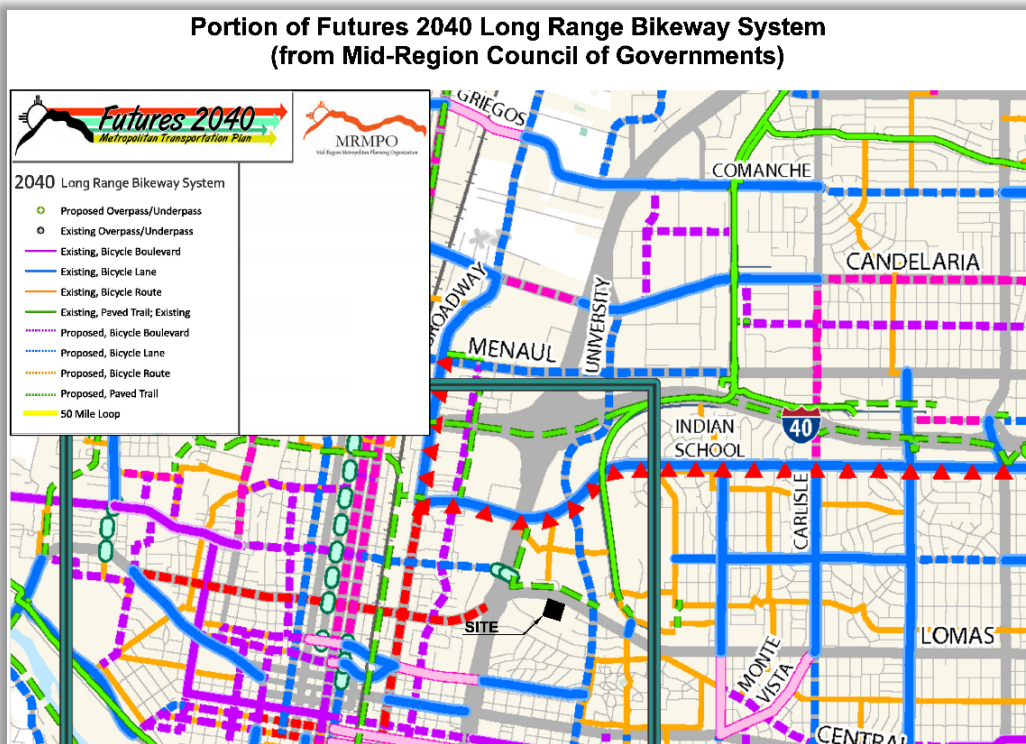 Portion of Futures 2040 Long Range Bikeway System
(from Mid-Region Council of Governments)
Futures 2040
Metropolitan Transportation Plan
MRMPO
Mid-Region Metropolitan Planning Organization
2040 Long Range Bikeway System
Proposed Overpass/Underpass
Existing Overpass/Underpass
Existing, Bicycle Boulevard
Existing, Bicycle Lane
Existing, Bicycle Route
Existing, Paved Trail; Existing
Proposed, Bicycle Boulevard
Proposed, Bicycle Lane
Proposed, Bicycle Route
Proposed, Paved Trail
50 Mile Loop
GRIEGOS
COMANCHE
CANDELARIA
BROADWAY
UNIVERSITY
MENAUL
INDIAN
SCHOOL
40
CARLISLE
SITE
LOMAS
MONTE
VISTA
CENTRAL